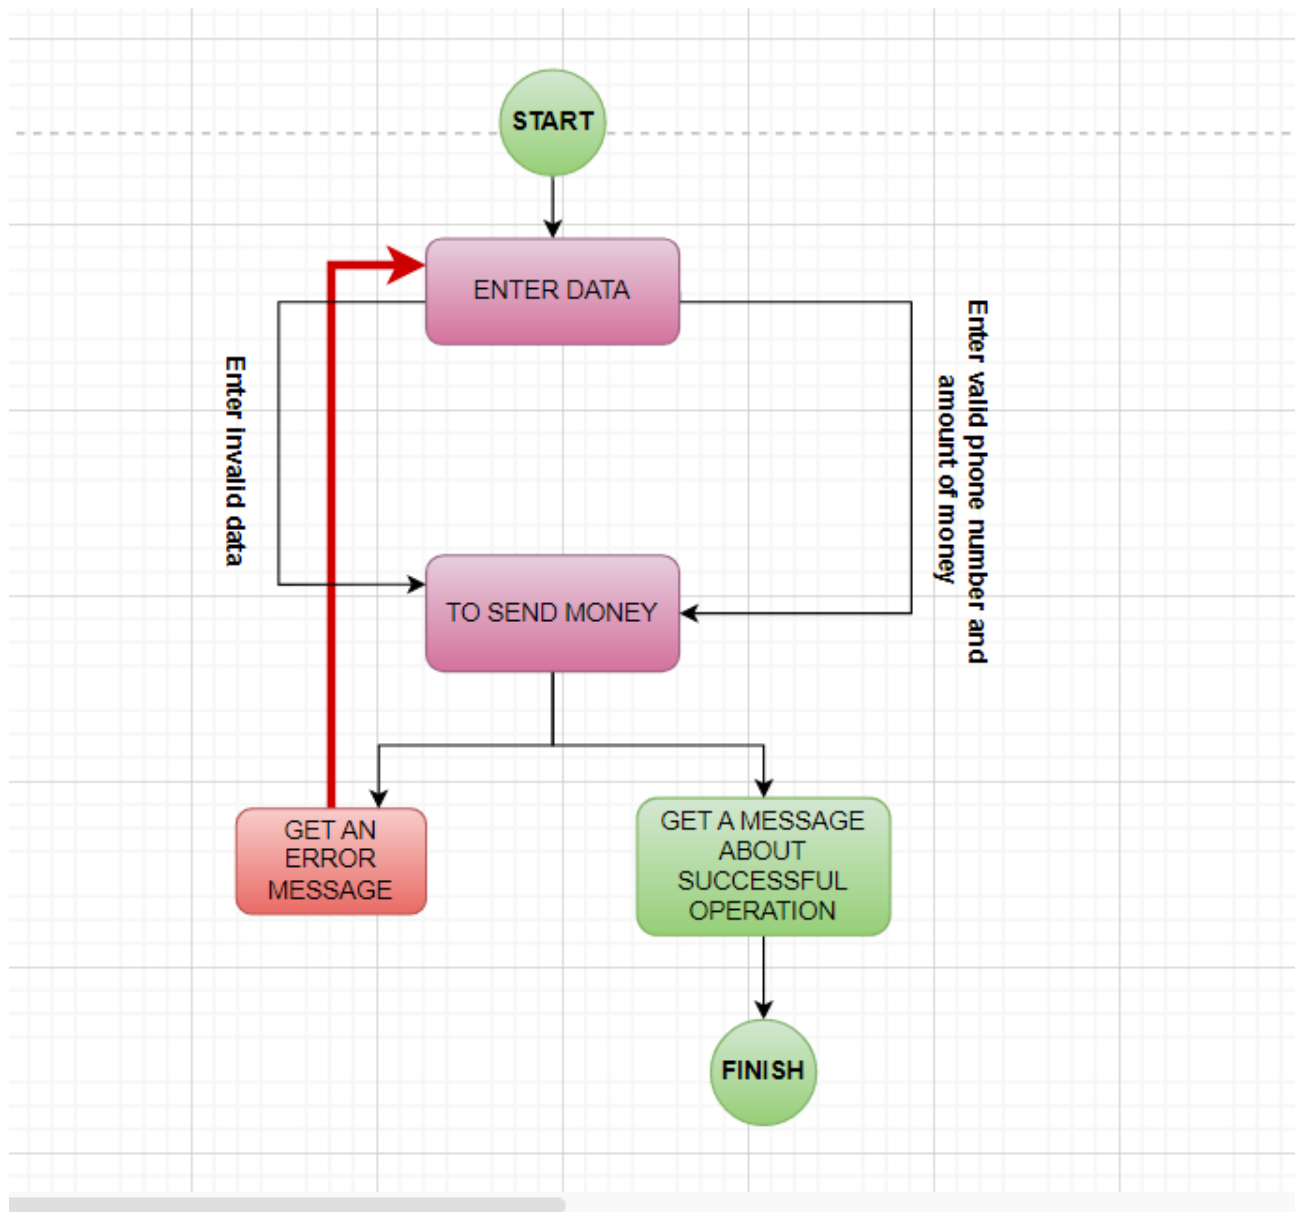 START
ENTER DATA
Enter invalid data
Enter valid phone number and
amount of money
TO SEND MONEY
GET AN
ERROR
MESSAGE
GET A MESSAGE
ABOUT
SUCCESSFUL
OPERATION
FINISH